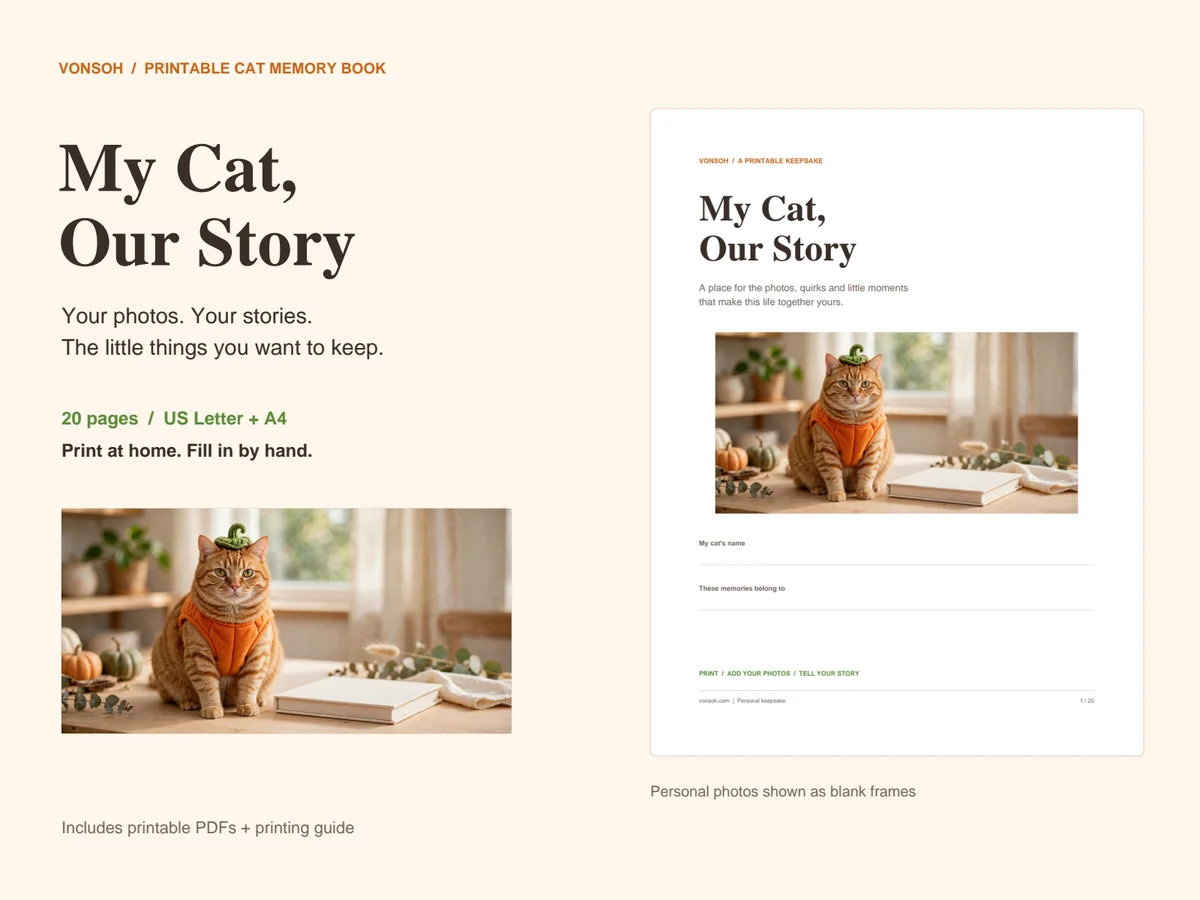 VONSOH / PRINTABLE CAT MEMORY BOOK
My Cat,
Our Story
Your photos. Your stories.
The little things you want to keep.
20 pages / US Letter + A4
Print at home. Fill in by hand.
Includes printable PDFs + printing guide
VONSOH / A PRINTABLE KEEPSAKE
My Cat,
Our Story
A place for the photos, quirks and little moments
that make this life together yours.
My cat's name
These memories belong to
PRINT / ADD YOUR PHOTOS / TELL YOUR STORY
vonsoh.com | Personal keepsake
1 / 20
Personal photos shown as blank frames